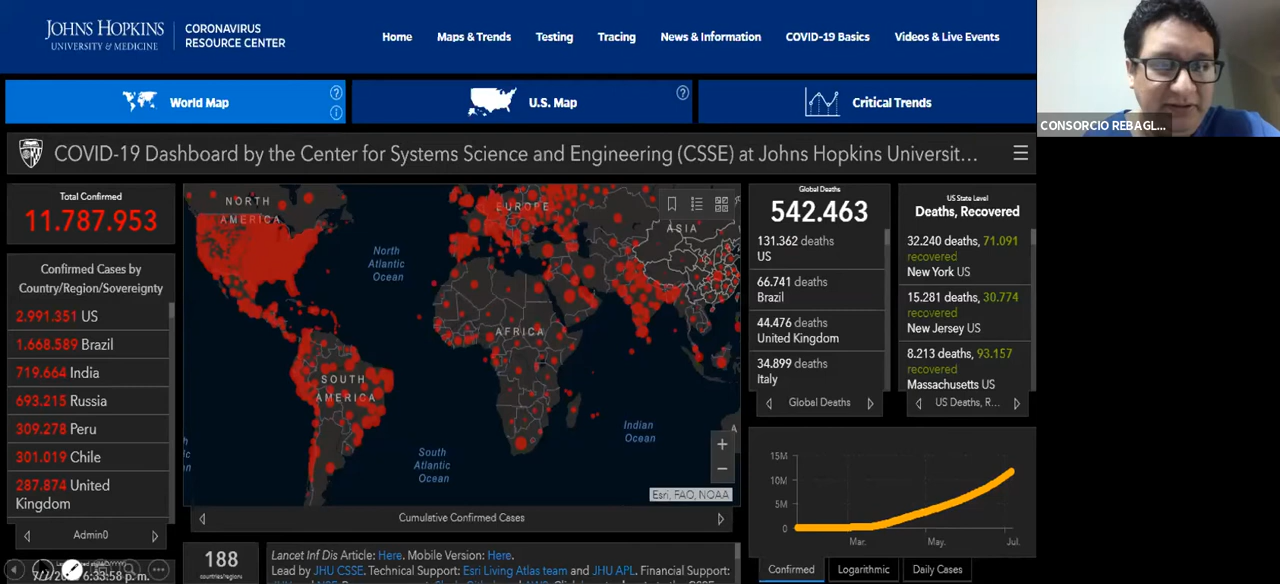 JOHNS HOPKINS
UNIVERSITY & MEDICINE
CORONAVIRUS
RESOURCE CENTER
Home
Maps & Trends
Testing
Tracing
News & Information
COVID-19 Basics
Videos & Live Events
CONSORCIO REBAGL...
World Map
U.S. Map
Critical Trends
COVID-19 Dashboard by the Center for Systems Science and Engineering (CSSE) at Johns Hopkins Universit...
Total Confirmed
11.787.953
Confirmed Cases by
Country/Region/Sovereignty
2.991.351 US
1.668.589 Brazil
719.664 India
693.215 Russia
309.278 Peru
301.019 Chile
287.874 United
Kingdom
Admin0
6:33:58 p. m.
NORTH
AMERICA
EUROPE
ASIA
North
Atlantic
Ocean
AFRICA
SOUTH
AMERICA
Indian
Ocean
South
Atlantic
Ocean
Esri, FAO, NOAA
Cumulative Confirmed Cases
188
countries/regions
Lancet Inf Dis Article: Here. Mobile Version: Here.
Lead by JHU CSSE. Technical Support: Esri Living Atlas team and JHU APL. Financial Support:
Global Deaths
542.463
131.362 deaths
US
66.741 deaths
Brazil
44.476 deaths
United Kingdom
34.899 deaths
Italy
Global Deaths
US State Level
Deaths, Recovered
32.240 deaths, 71.091
recovered
New York US
15.281 deaths, 30.774
recovered
New Jersey US
8.213 deaths, 93.157
recovered
Massachusetts US
US Deaths, R...
15M
10M
5M
0
Mar.
May.
Jul.
Confirmed
Logarithmic
Daily Cases